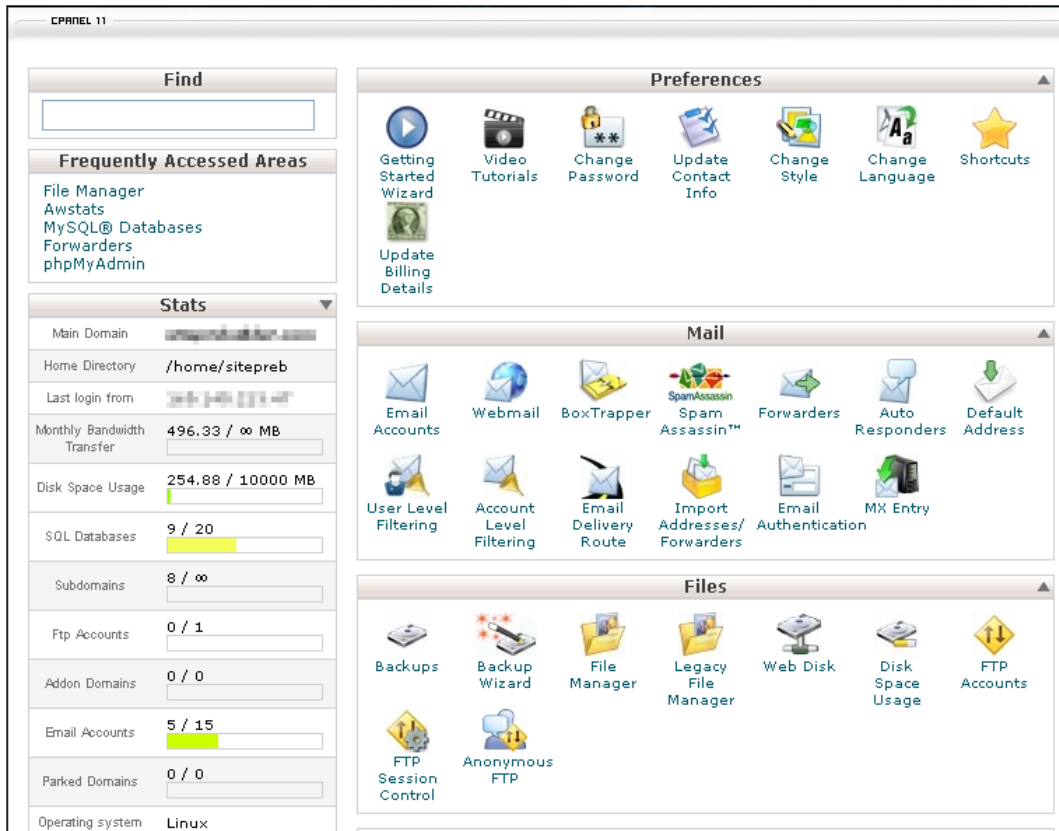 CPANEL 11
Find
Frequently Accessed Areas
File Manager
Awstats
MySQL® Databases
Forwarders
phpMyAdmin
Stats
Main Domain
Home Directory /home/sitepreb
Last login from
Monthly Bandwidth
Transfer
496.33 / ∞ MB
Disk Space Usage 254.88 / 10000 MB
SQL Databases 9 / 20
Subdomains 8 / ∞
Ftp Accounts 0 / 1
Addon Domains 0 / 0
Email Accounts 5 / 15
Parked Domains 0 / 0
Operating system Linux
Preferences
Getting
Started
Wizard
Video
Tutorials
**
Change
Password
Update
Contact
Info
Change
Style
Aa
Change
Language
Shortcuts
Update
Billing
Details
Mail
Email
Accounts
Webmail
BoxTrapper
SpamAssassin
Spam
Assassin™
Forwarders
Auto
Responders
Default
Address
User Level
Filtering
Account
Level
Filtering
Email
Delivery
Route
Import
Addresses/
Forwarders
Email
Authentication
MX Entry
Files
Backups
Backup
Wizard
File
Manager
Legacy
File
Manager
Web Disk
Disk
Space
Usage
FTP
Accounts
FTP
Session
Control
Anonymous
FTP